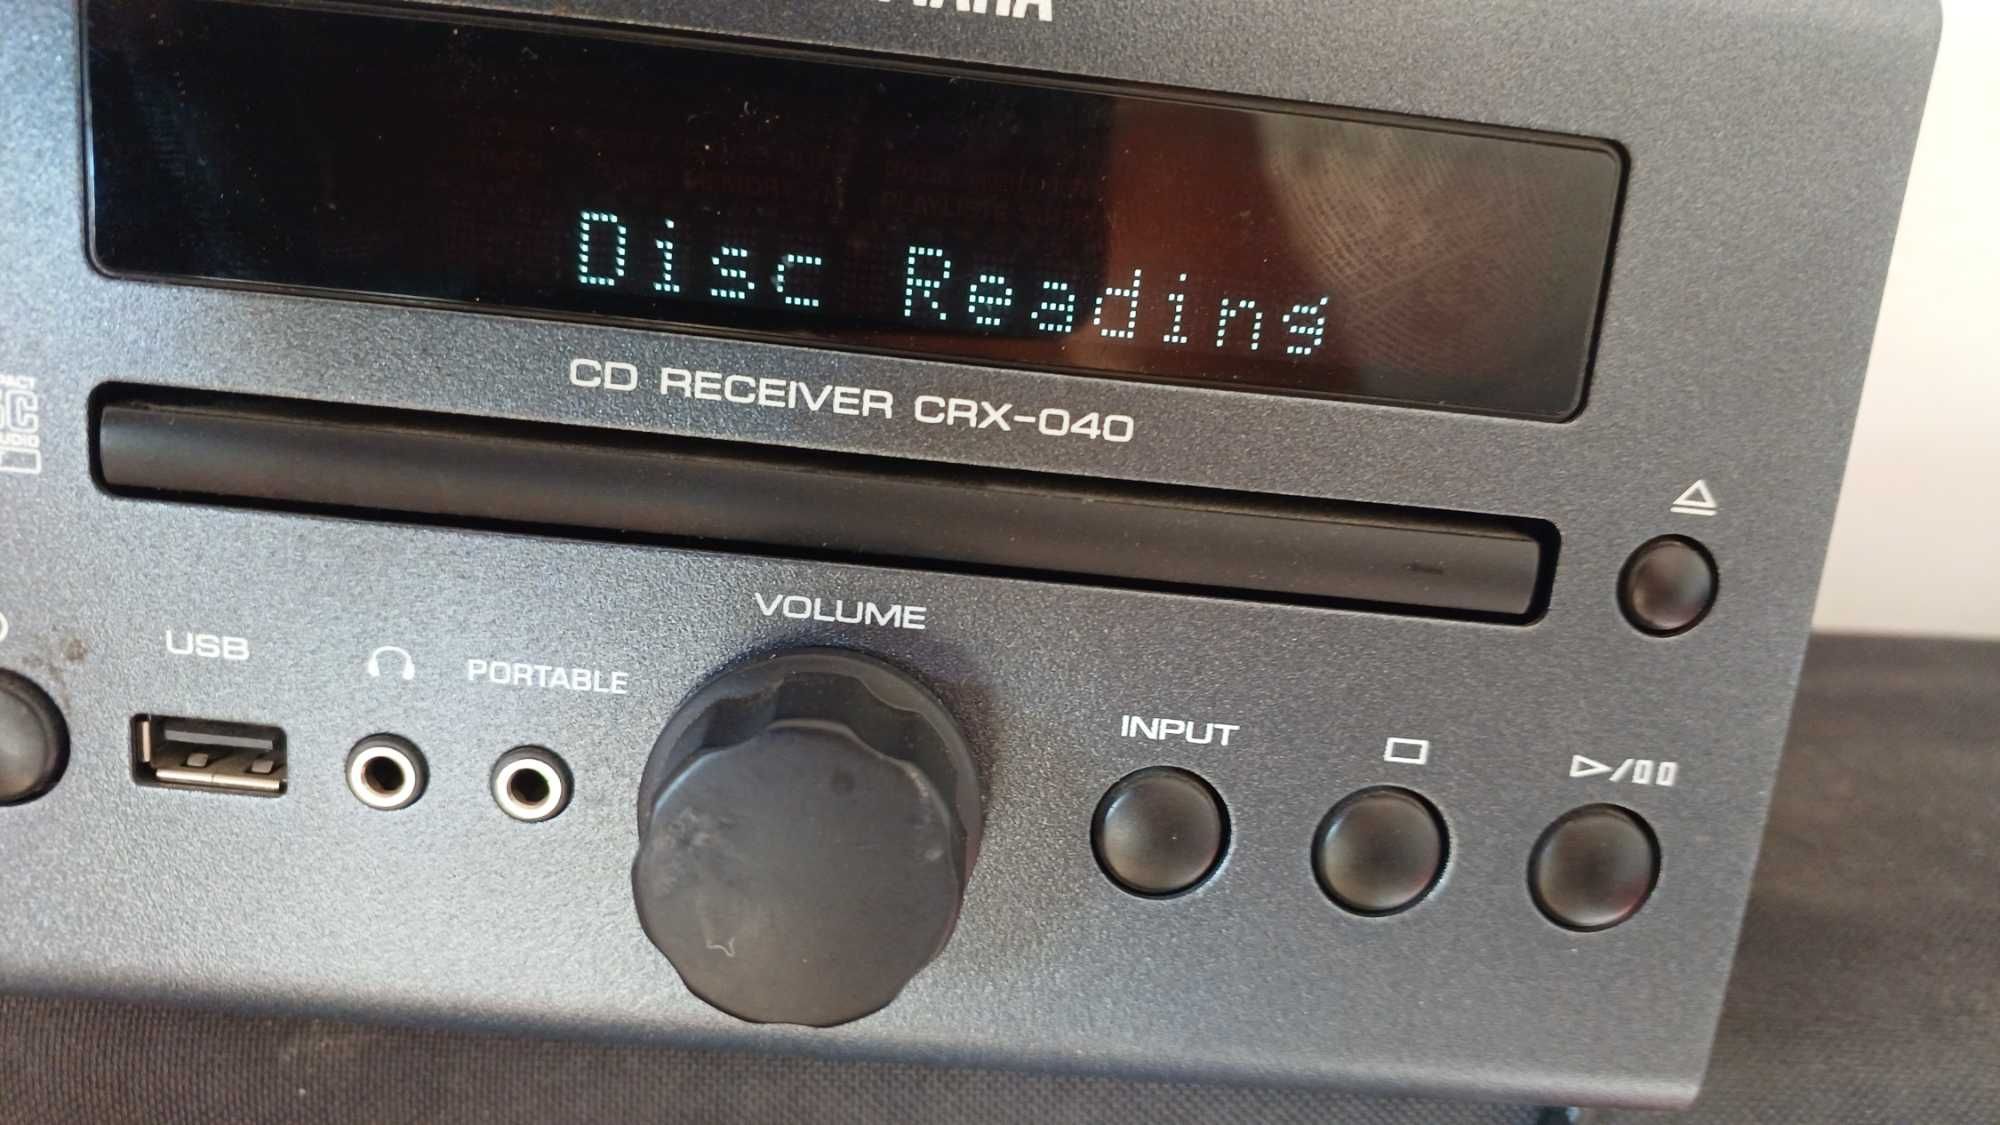 Disc Reading
CD RECEIVER CRX-040
VOLUME
USB
PORTABLE
INPUT